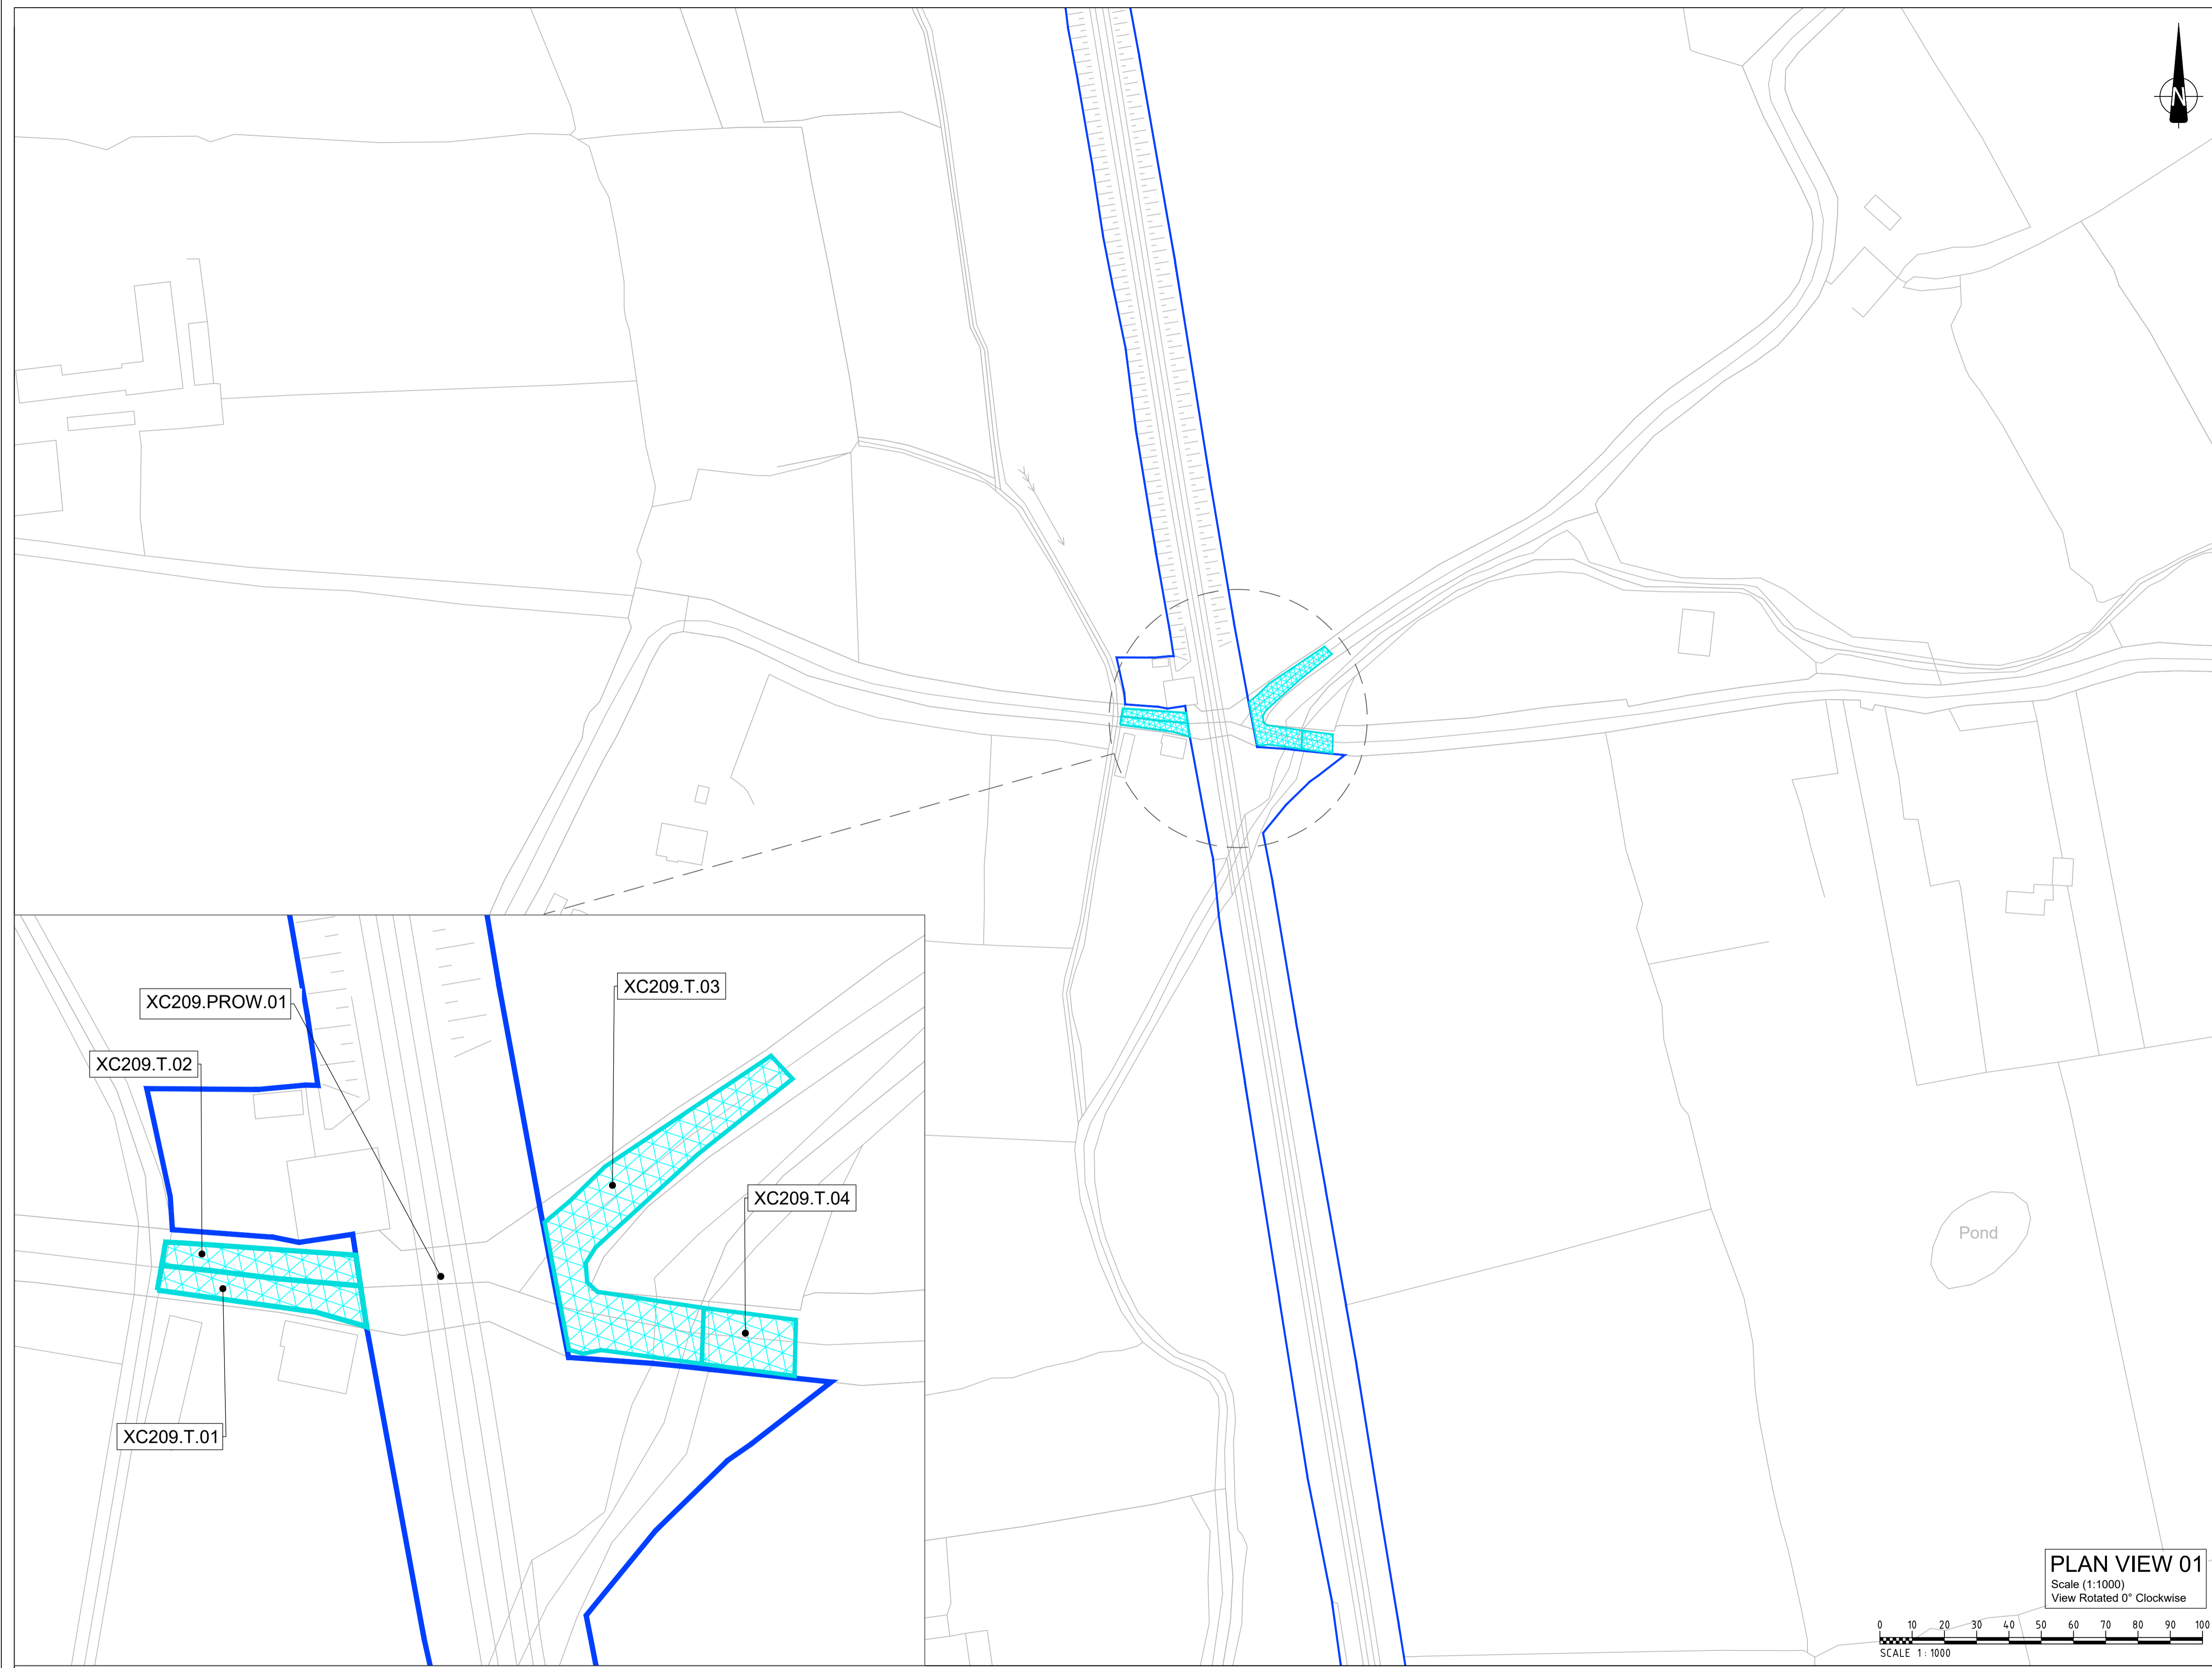 N
XC209.T.03
XC209.PROW.01
XC209.T.02
XC209.T.04
XC209.T.01
Pond
PLAN VIEW 01
Scale (1:1000)
View Rotated 0° Clockwise
0 10 20 30 40 50 60 70 80 90 100
SCALE 1:1000